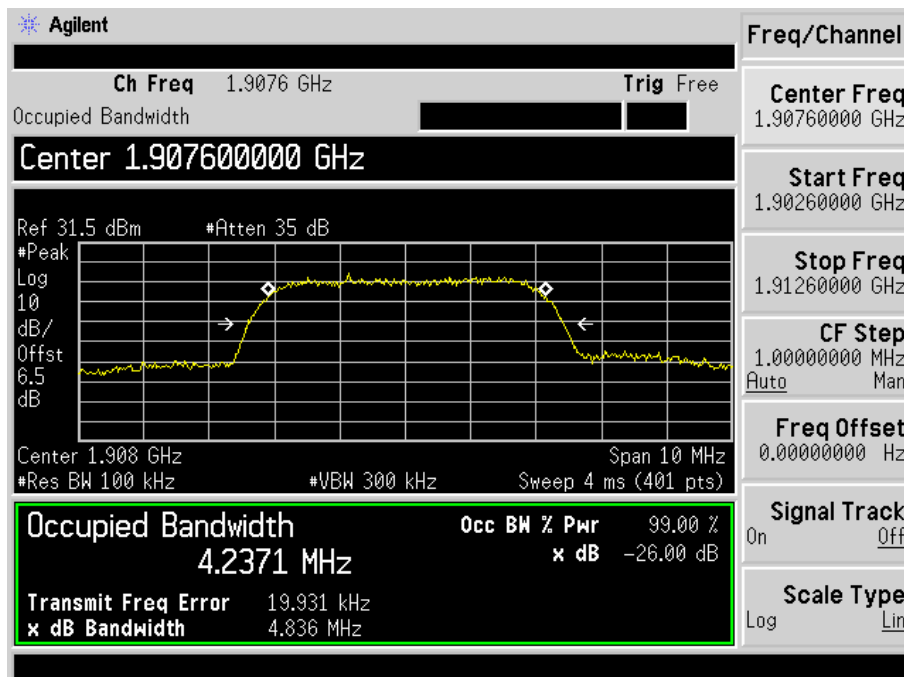 Agilent
Freq/Channel
Ch Freq 1.9076 GHz Trig Free
Occupied Bandwidth
Center 1.907600000 GHz
Ref 31.5 dBm #Atten 35 dB
#Peak
Log
10
dB/
Offst
6.5
dB
Center 1.908 GHz Span 10 MHz
#Res BW 100 kHz #VBW 300 kHz Sweep 4 ms (401 pts)
Occupied Bandwidth
4.2371 MHz
Occ BW % Pwr 99.00 %
x dB -26.00 dB
Transmit Freq Error 19.931 kHz
x dB Bandwidth 4.836 MHz
Center Freq
1.90760000 GHz
Start Freq
1.90260000 GHz
Stop Freq
1.91260000 GHz
CF Step
1.00000000 MHz
Auto Man
Freq Offset
0.00000000 Hz
Signal Track
On Off
Scale Type
Log Lin